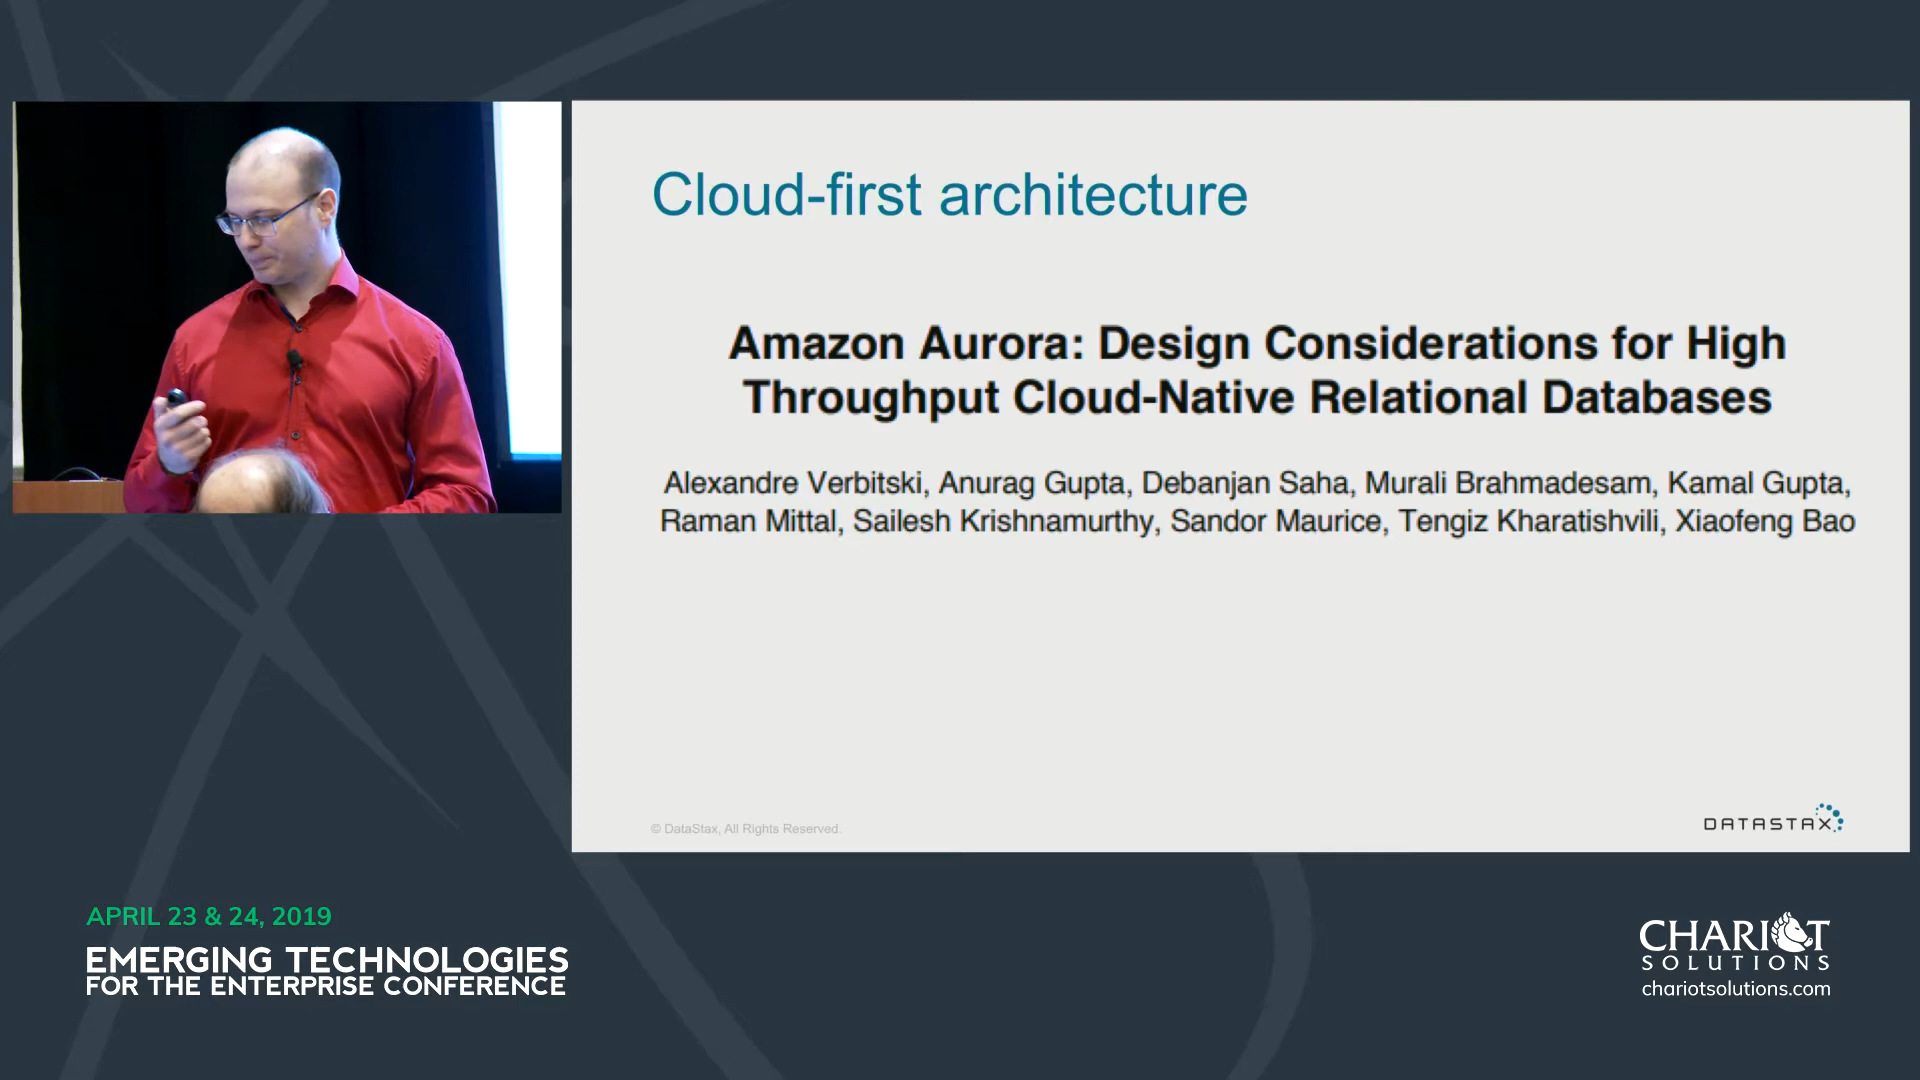 Cloud-first architecture
Amazon Aurora: Design Considerations for High
Throughput Cloud-Native Relational Databases
Alexandre Verbitski, Anurag Gupta, Debanjan Saha, Murali Brahmadesam, Kamal Gupta,
Raman Mittal, Sailesh Krishnamurthy, Sandor Maurice, Tengiz Kharatishvili, Xiaofeng Bao
© DataStax, All Rights Reserved.
DATASTAX
APRIL 23 & 24, 2019
EMERGING TECHNOLOGIES
FOR THE ENTERPRISE CONFERENCE
CHARIOT
SOLUTIONS
chariotsolutions.com